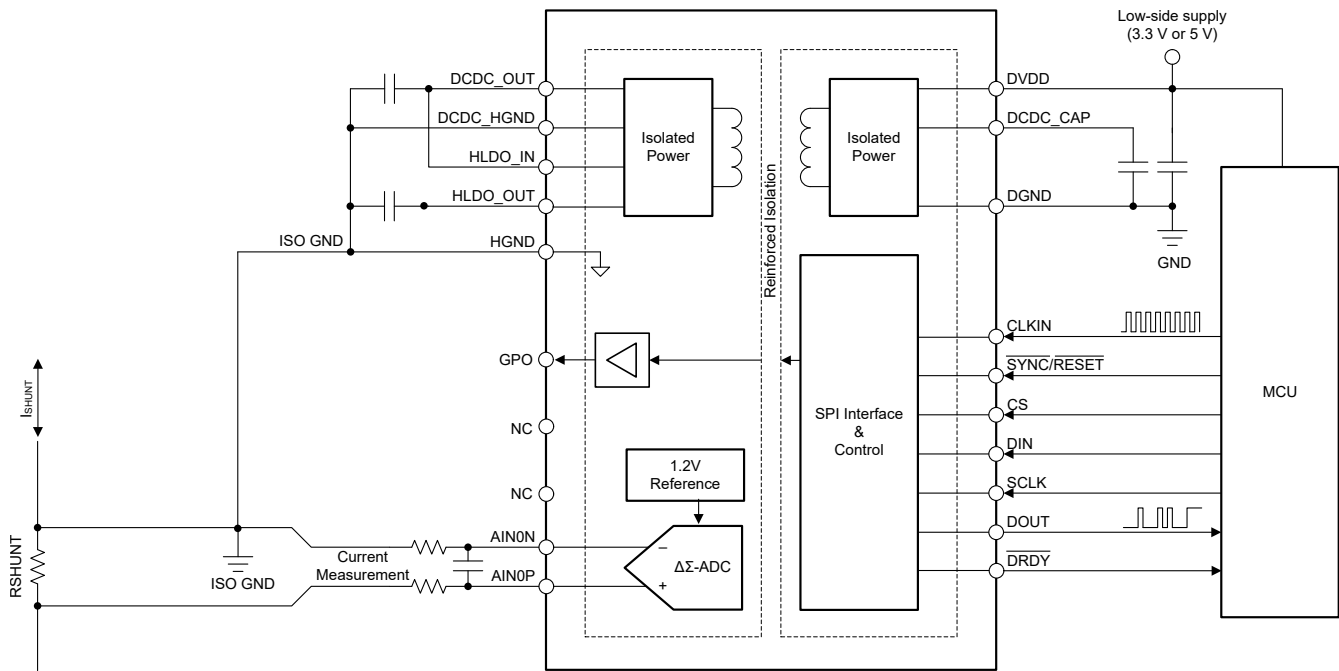 Low-side supply
(3.3 V or 5 V)
DCDC_OUT
DCDC_HGND
HLDO_IN
HLDO_OUT
ISO GND
HGND
Isolated
Power
Reinforced Isolation
Isolated
Power
DVDD
DCDC_CAP
DGND
GND
GPO
NC
NC
1.2V
Reference
AIN0N
AIN0P
ΔΣ-ADC
−
+
SPI Interface
&
Control
CLKIN
SYNC/RESET
CS
DIN
SCLK
DOUT
DRDY
MCU
ISHUNT
RSHUNT
ISO GND
Current
Measurement